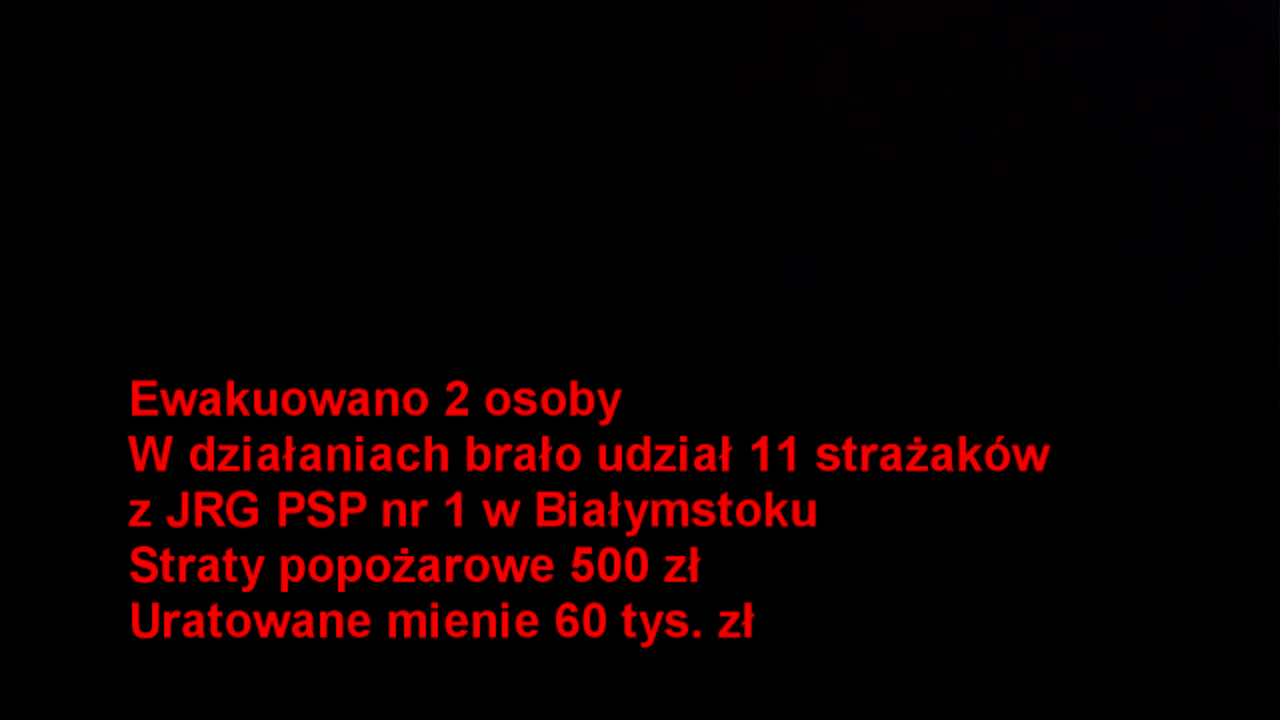 Ewakuowano 2 osoby
W działaniach brało udział 11 strażaków
z JRG PSP nr 1 w Białymstoku
Straty popożarowe 500 zł
Uratowane mienie 60 tys. zł